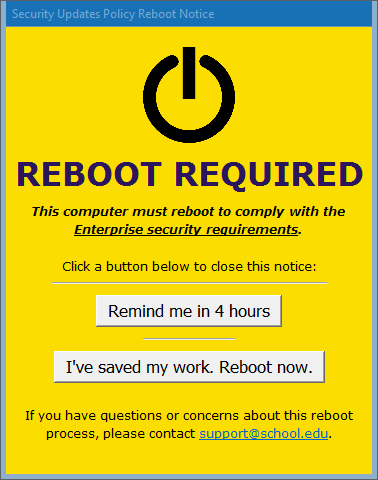 Security Updates Policy Reboot Notice
REBOOT REQUIRED
This computer must reboot to comply with the
Enterprise security requirements.
Click a button below to close this notice:
Remind me in 4 hours
I've saved my work. Reboot now.
If you have questions or concerns about this reboot
process, please contact support@school.edu.